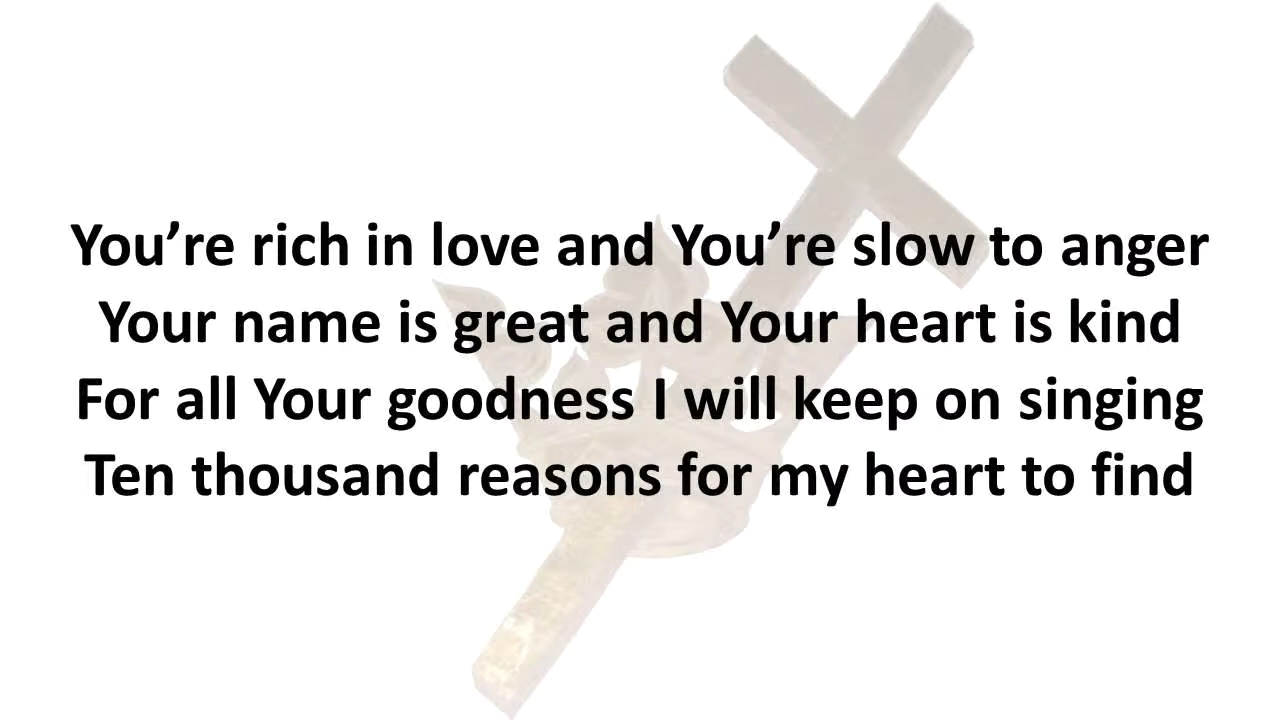 You’re rich in love and You’re slow to anger
Your name is great and Your heart is kind
For all Your goodness I will keep on singing
Ten thousand reasons for my heart to find